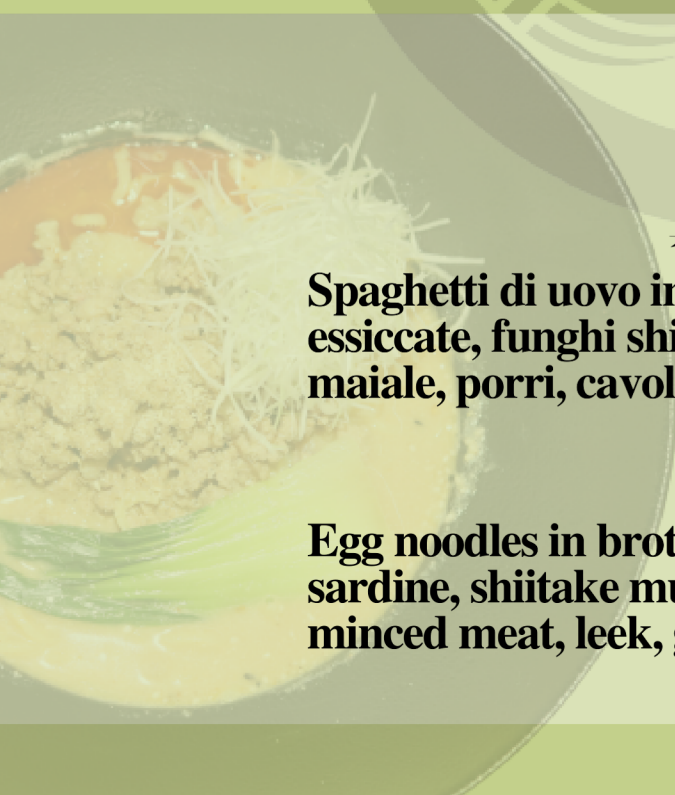 Spaghetti di uovo in
essiccate, funghi shi
maiale, porri, cavol
Egg noodles in brot
sardine, shiitake mu
minced meat, leek,